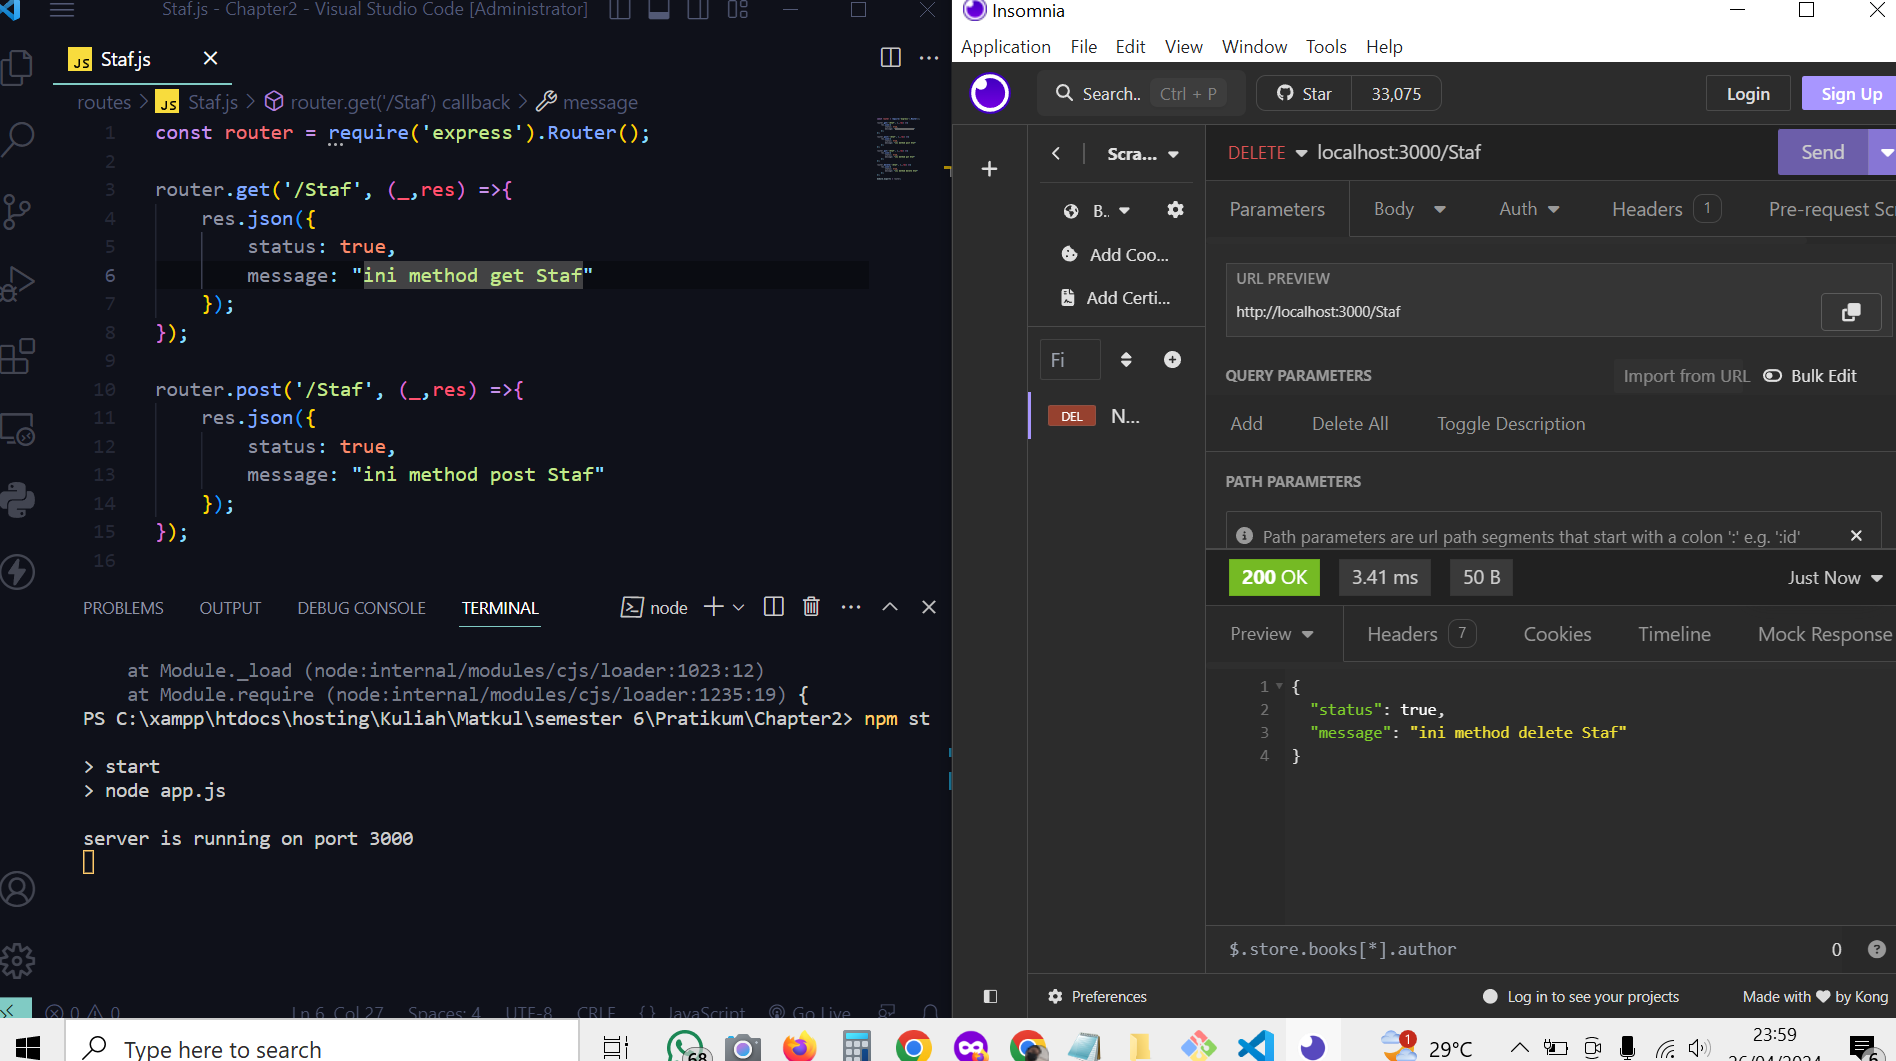 Staf.js - Chapter2 - Visual Studio Code [Administrator]
JS Staf.js
routes > JS Staf.js > router.get('/Staf') callback > message
1 const router = require('express').Router();
2
3 router.get('/Staf', (_,res) =>{
4 res.json({
5 status: true,
6 message: "ini method get Staf"
7 });
8 });
9
10 router.post('/Staf', (_,res) =>{
11 res.json({
12 status: true,
13 message: "ini method post Staf"
14 });
15 });
16
PROBLEMS OUTPUT DEBUG CONSOLE TERMINAL node
at Module._load (node:internal/modules/cjs/loader:1023:12)
at Module.require (node:internal/modules/cjs/loader:1235:19) {
PS C:\xampp\htdocs\hosting\Kuliah\Matkul\semester 6\Pratikum\Chapter2> npm st
> start
> node app.js
server is running on port 3000
0 0 Ln 6, Col 27 Spaces: 4 UTF-8 CRLF {} JavaScript Go Live
Insomnia
Application File Edit View Window Tools Help
Search.. Ctrl + P Star 33,075 Login Sign Up
Scra...
B..
Add Coo...
Add Certi...
Fi
DEL N...
DELETE localhost:3000/Staf Send
Parameters Body Auth Headers 1 Pre-request Scr
URL PREVIEW
http://localhost:3000/Staf
QUERY PARAMETERS Import from URL Bulk Edit
Add Delete All Toggle Description
PATH PARAMETERS
Path parameters are url path segments that start with a colon ':' e.g. ':id'
200 OK 3.41 ms 50 B Just Now
Preview Headers 7 Cookies Timeline Mock Response
1 {
2 "status": true,
3 "message": "ini method delete Staf"
4 }
$.store.books[*].author 0
Preferences Log in to see your projects Made with ❤ by Kong
Type here to search 68 1 29°C 23:59
26/04/2024 6